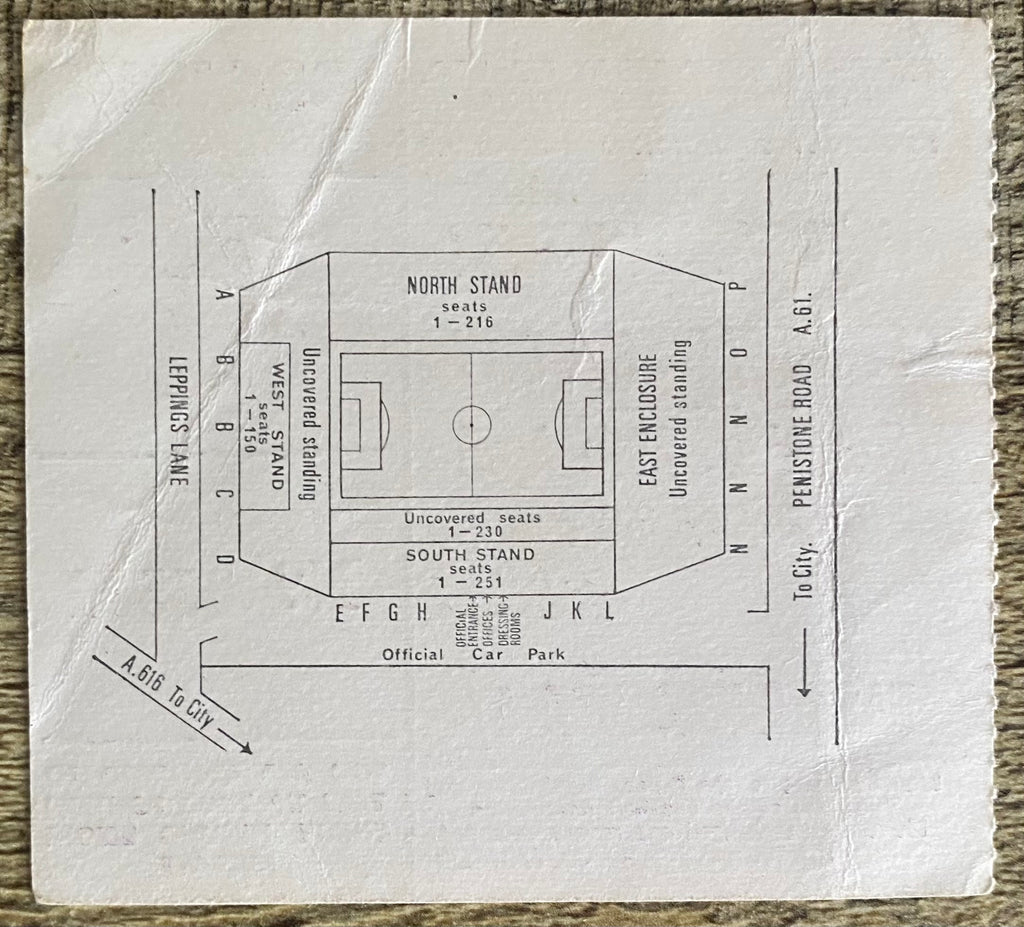 NORTH STAND
seats
1 - 216
A
B
B
C
D
LEPPINGS LANE
WEST STAND
seats
1 - 150
Uncovered standing
EAST ENCLOSURE
Uncovered standing
P
O
N
N
N
PENISTONE ROAD A.61.
To City.
Uncovered seats
1 - 230
SOUTH STAND
seats
1 - 251
E F G H
OFFICIAL
ENTRANCE
OFFICES
DRESSING
ROOMS
J K L
Official Car Park
A.616 To City